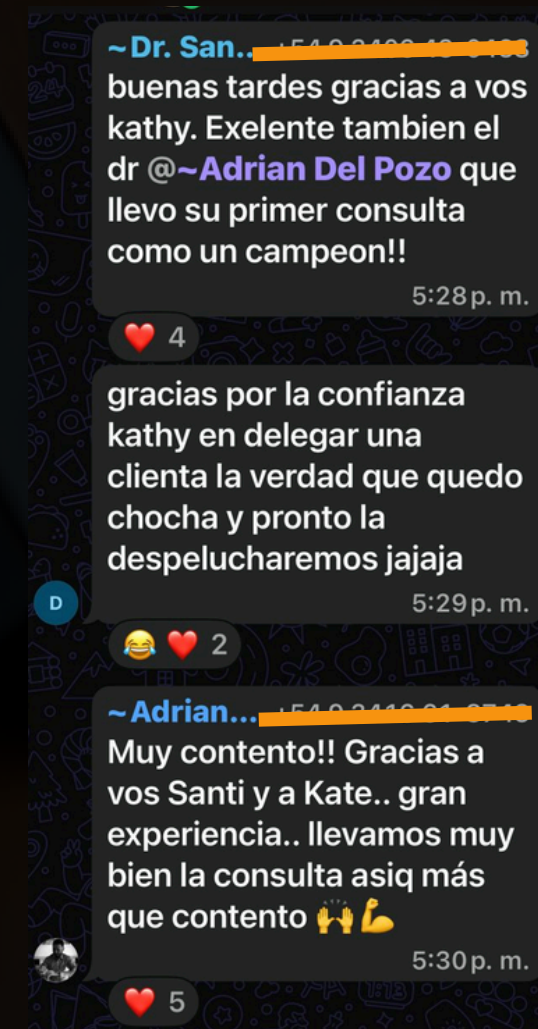 ~Dr. San..
buenas tardes gracias a vos
kathy. Exelente tambien el
dr @~Adrian Del Pozo que
llevo su primer consulta
como un campeon!!
5:28 p. m.
❤️ 4
gracias por la confianza
kathy en delegar una
clienta la verdad que quedo
chocha y pronto la
despelucharemos jajaja
D
5:29 p. m.
😂 ❤️ 2
~Adrian...
Muy contento!! Gracias a
vos Santi y a Kate.. gran
experiencia.. llevamos muy
bien la consulta asiq más
que contento 🙌💪
5:30 p. m.
❤️ 5